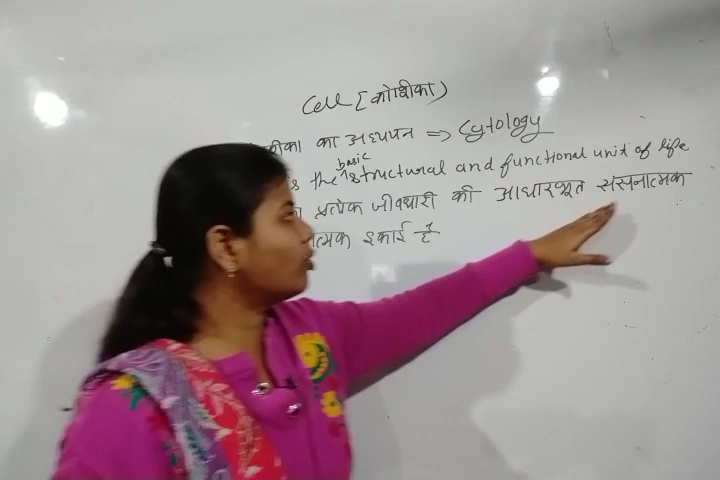 Cell [कोशिका)
का अध्ययन ⇒ Cytology
is the basic structural and functional unit of life
प्रत्येक जीवधारी की आधारभूत संरचनात्मक
इकाई है